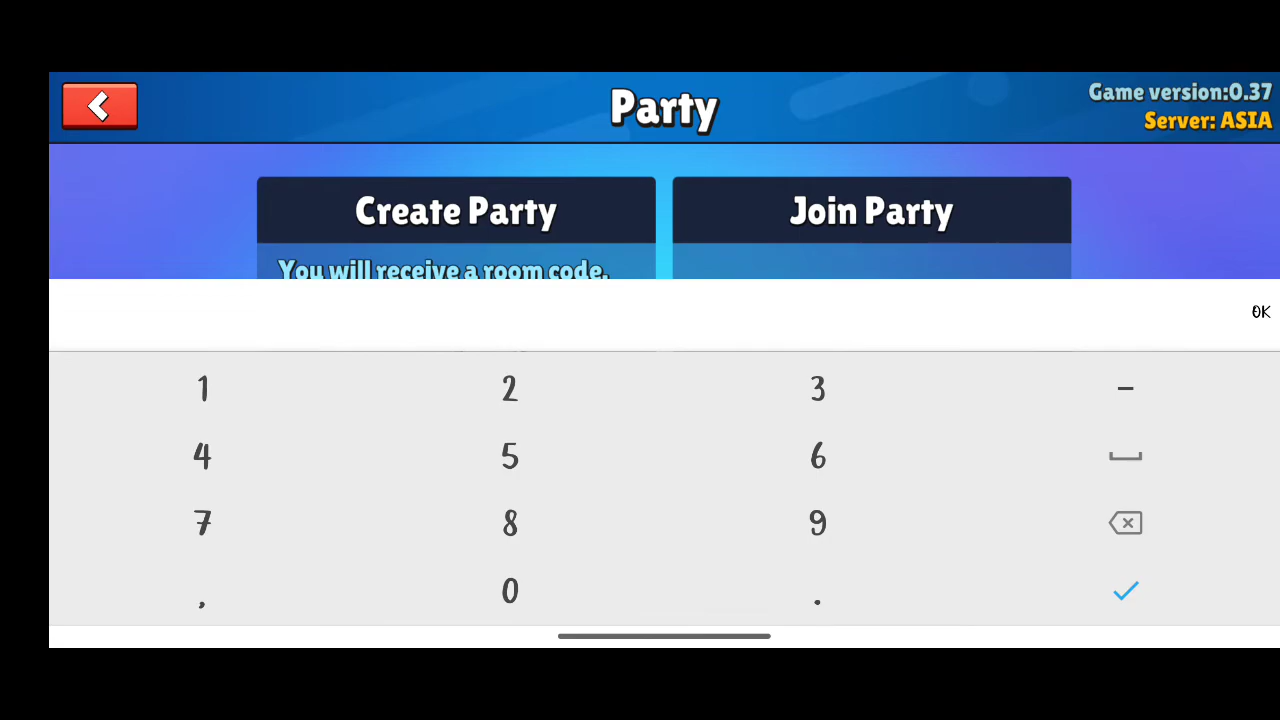 Party
Game version:0.37
Server: ASIA
Create Party
Join Party
You will receive a room code.
OK
1 2 3 -
4 5 6
7 8 9
, 0 .